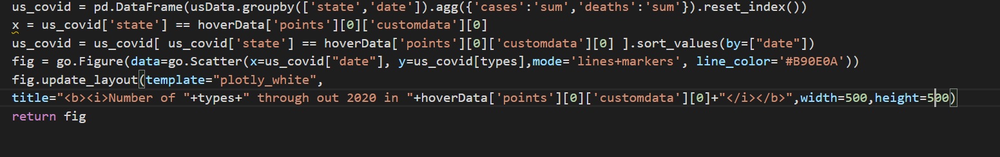 us_covid = pd.DataFrame(usData.groupby(['state','date']).agg({'cases':'sum','deaths':'sum'}).reset_index())
x = us_covid['state'] == hoverData['points'][0]['customdata'][0]
us_covid = us_covid[ us_covid['state'] == hoverData['points'][0]['customdata'][0] ].sort_values(by=["date"])
fig = go.Figure(data=go.Scatter(x=us_covid["date"], y=us_covid[types],mode='lines+markers', line_color='#B90E0A'))
fig.update_layout(template="plotly_white",
title="<b><i>Number of "+types+" through out 2020 in "+hoverData['points'][0]['customdata'][0]+"</i></b>",width=500,height=500)
return fig